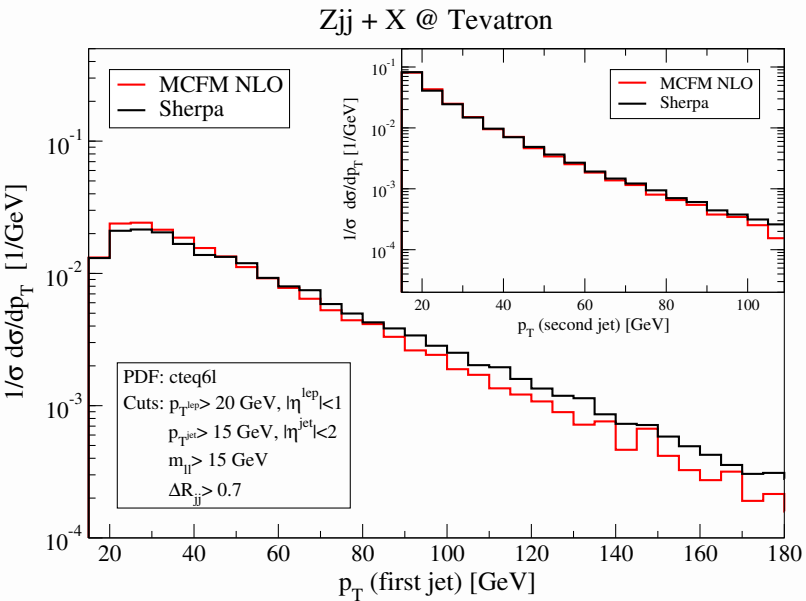 Zjj + X @ Tevatron
MCFM NLO
Sherpa
1/σ dσ/dp_T [1/GeV]
10^-1
10^-2
10^-3
10^-4
20 40 60 80 100 120 140 160 180
p_T (first jet) [GeV]
PDF: cteq6l
Cuts: p_T^lep > 20 GeV, |η^lep|<1
p_T^jet > 15 GeV, |η^jet|<2
m_ll > 15 GeV
ΔR_jj > 0.7
MCFM NLO
Sherpa
1/σ dσ/dp_T [1/GeV]
10^-1
10^-2
10^-3
10^-4
20 40 60 80 100
p_T (second jet) [GeV]